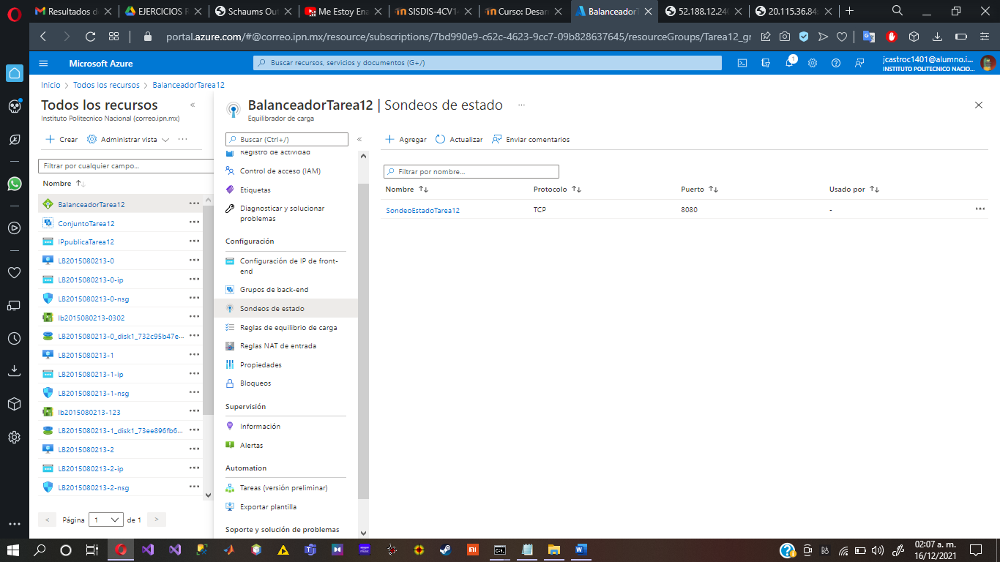 Resultados d
EJERCICIOS R
Schaums Out
Me Estoy Ena
SISDIS-4CV14
Curso: Desarr
BalanceadorT
52.188.12.240
20.115.36.84:
portal.azure.com/#@correo.ipn.mx/resource/subscriptions/7bd990e9-c62c-4623-9cc7-09b828637645/resourceGroups/Tarea12_gr
Microsoft Azure
Buscar recursos, servicios y documentos (G+/)
1
jcastroc1401@alumno.i...
INSTITUTO POLITECNICO NACIO...
Inicio > Todos los recursos > BalanceadorTarea12
Todos los recursos
Instituto Politecnico Nacional (correo.ipn.mx)
Crear
Administrar vista
Filtrar por cualquier campo...
Nombre
BalanceadorTarea12
ConjuntoTarea12
IPpublicaTarea12
LB2015080213-0
LB2015080213-0-ip
LB2015080213-0-nsg
lb2015080213-0302
LB2015080213-0_disk1_732c95b47e...
LB2015080213-1
LB2015080213-1-ip
LB2015080213-1-nsg
lb2015080213-123
LB2015080213-1_disk1_73ee896fb6...
LB2015080213-2
LB2015080213-2-ip
LB2015080213-2-nsg
< Página 1 de 1 >
BalanceadorTarea12 | Sondeos de estado ...
Equilibrador de carga
Buscar (Ctrl+/)
Registro de actividad
Control de acceso (IAM)
Etiquetas
Diagnosticar y solucionar
problemas
Configuración
Configuración de IP de front-
end
Grupos de back-end
Sondeos de estado
Reglas de equilibrio de carga
Reglas NAT de entrada
Propiedades
Bloqueos
Supervisión
Información
Alertas
Automation
Tareas (versión preliminar)
Exportar plantilla
Soporte y solución de problemas
Agregar
Actualizar
Enviar comentarios
Filtrar por nombre...
Nombre Protocolo Puerto Usado por
SondeoEstadoTarea12 TCP 8080 -
02:07 a. m.
16/12/2021